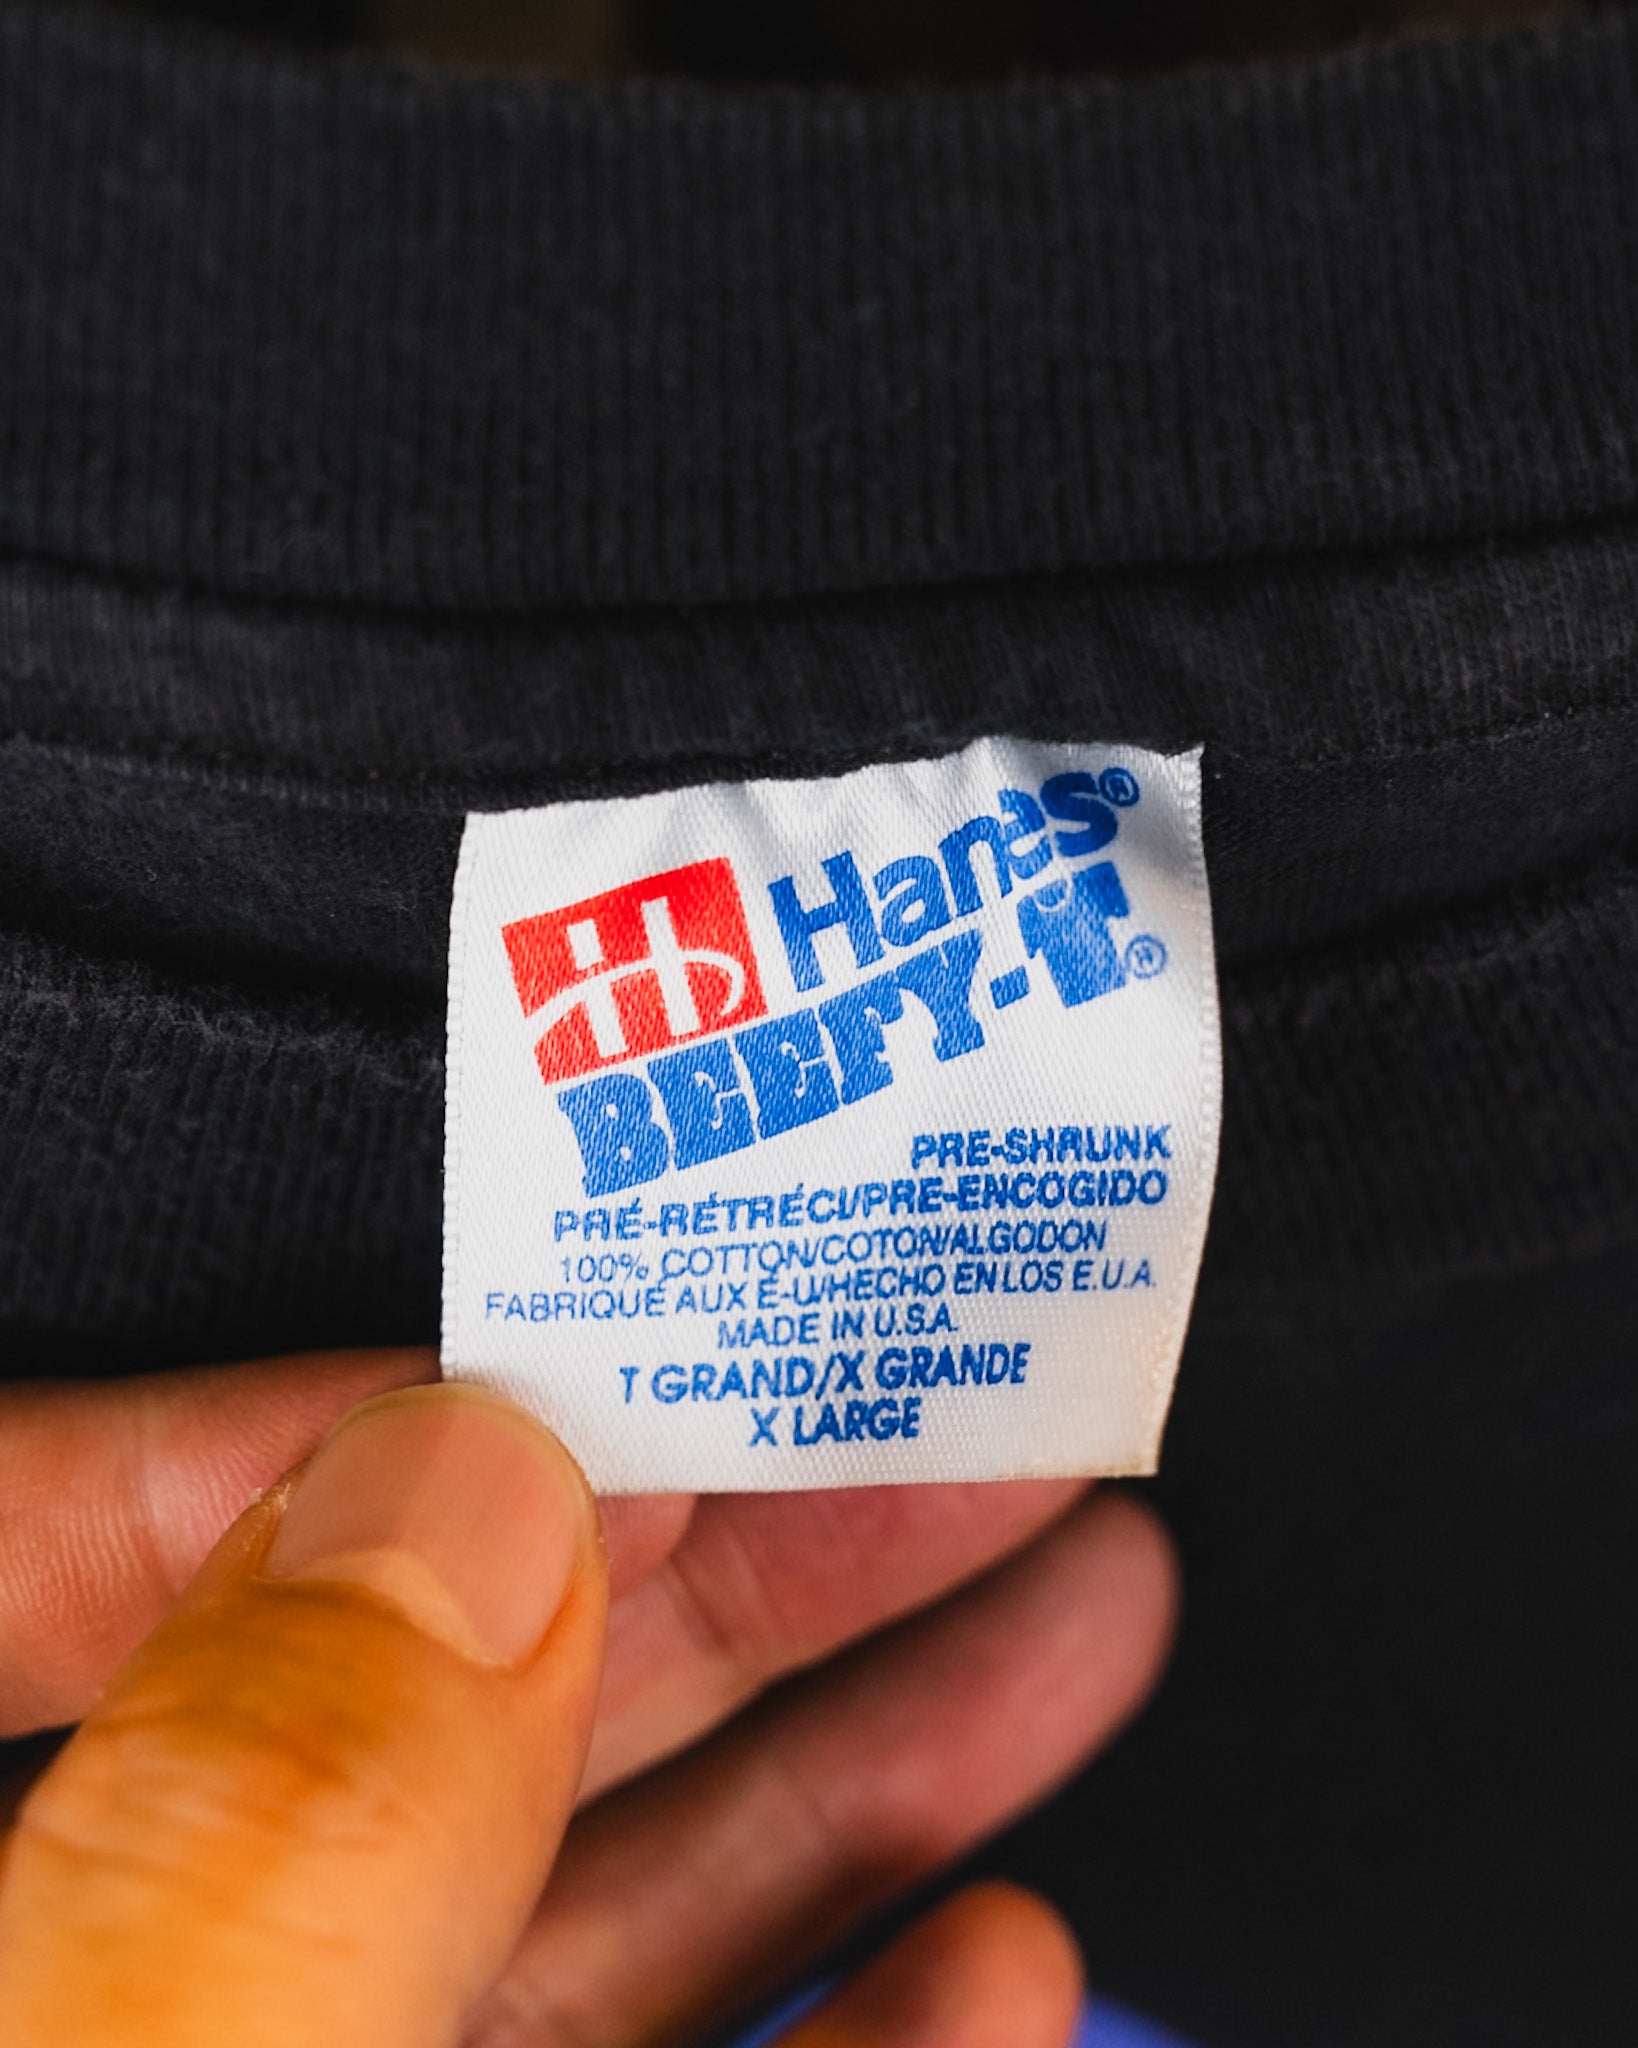 Hanes®
BEEFY-T®
PRE-SHRUNK
PRÉ-RÉTRÉCI/PRE-ENCOGIDO
100% COTTON/COTON/ALGODON
FABRIQUÉ AUX É-U/HECHO EN LOS E.U.A.
MADE IN U.S.A.
T GRAND/X GRANDE
X LARGE